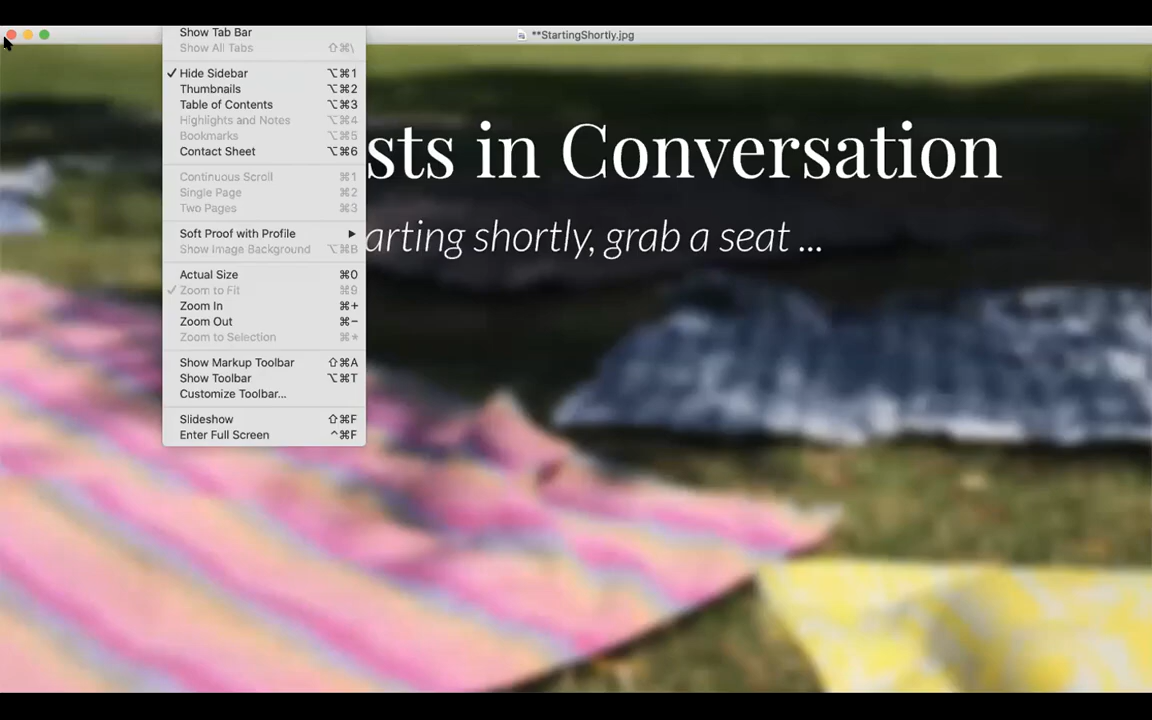 **StartingShortly.jpg
Show Tab Bar
Show All Tabs ⇧⌘\
✓ Hide Sidebar ⌥⌘1
Thumbnails ⌥⌘2
Table of Contents ⌥⌘3
Highlights and Notes ⌥⌘4
Bookmarks ⌥⌘5
Contact Sheet ⌥⌘6
Continuous Scroll ⌘1
Single Page ⌘2
Two Pages ⌘3
Soft Proof with Profile ▶
Show Image Background ⌥⌘B
Actual Size ⌘0
✓ Zoom to Fit ⌘9
Zoom In ⌘+
Zoom Out ⌘−
Zoom to Selection ⌘*
Show Markup Toolbar ⇧⌘A
Show Toolbar ⌥⌘T
Customize Toolbar...
Slideshow ⇧⌘F
Enter Full Screen ^⌘F
sts in Conversation
arting shortly, grab a seat ...